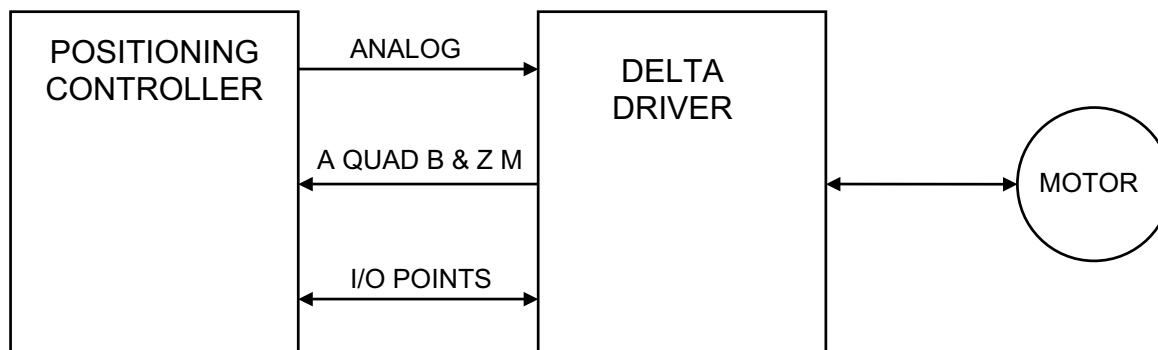 POSITIONING
CONTROLLER
ANALOG
A QUAD B & Z M
I/O POINTS
DELTA
DRIVER
MOTOR